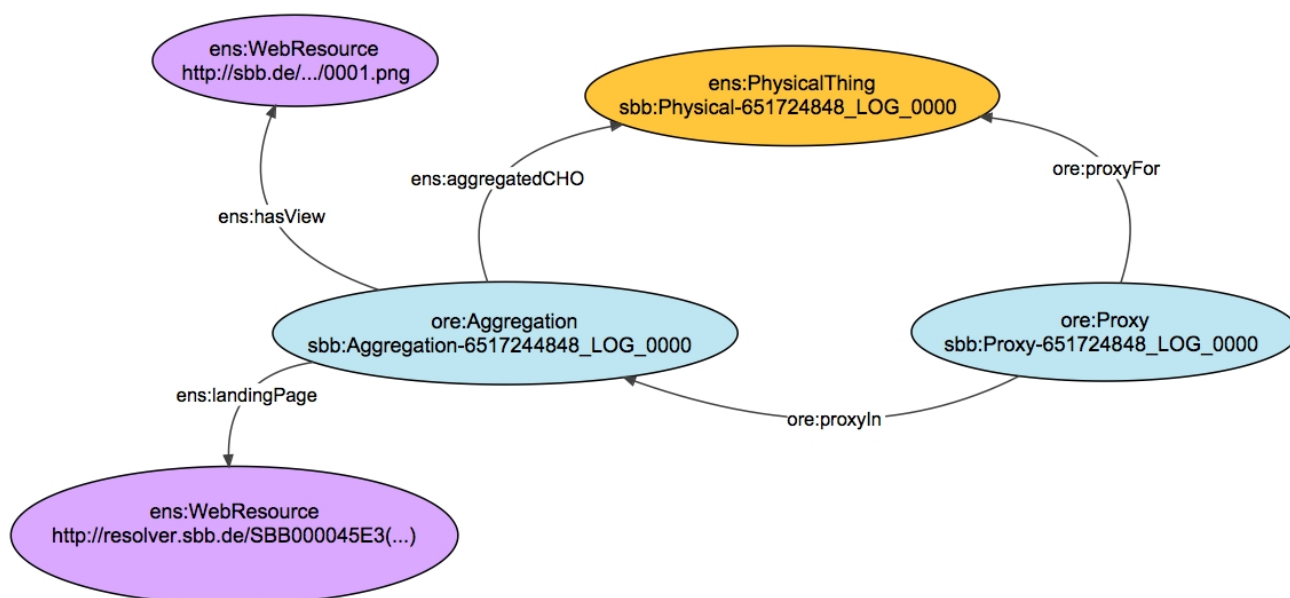 ens:WebResource
http://sbb.de/.../0001.png
ens:PhysicalThing
sbb:Physical-651724848_LOG_0000
ens:aggregatedCHO
ore:proxyFor
ens:hasView
ore:Aggregation
sbb:Aggregation-6517244848_LOG_0000
ore:Proxy
sbb:Proxy-651724848_LOG_0000
ens:landingPage
ore:proxyIn
ens:WebResource
http://resolver.sbb.de/SBB000045E3(...)